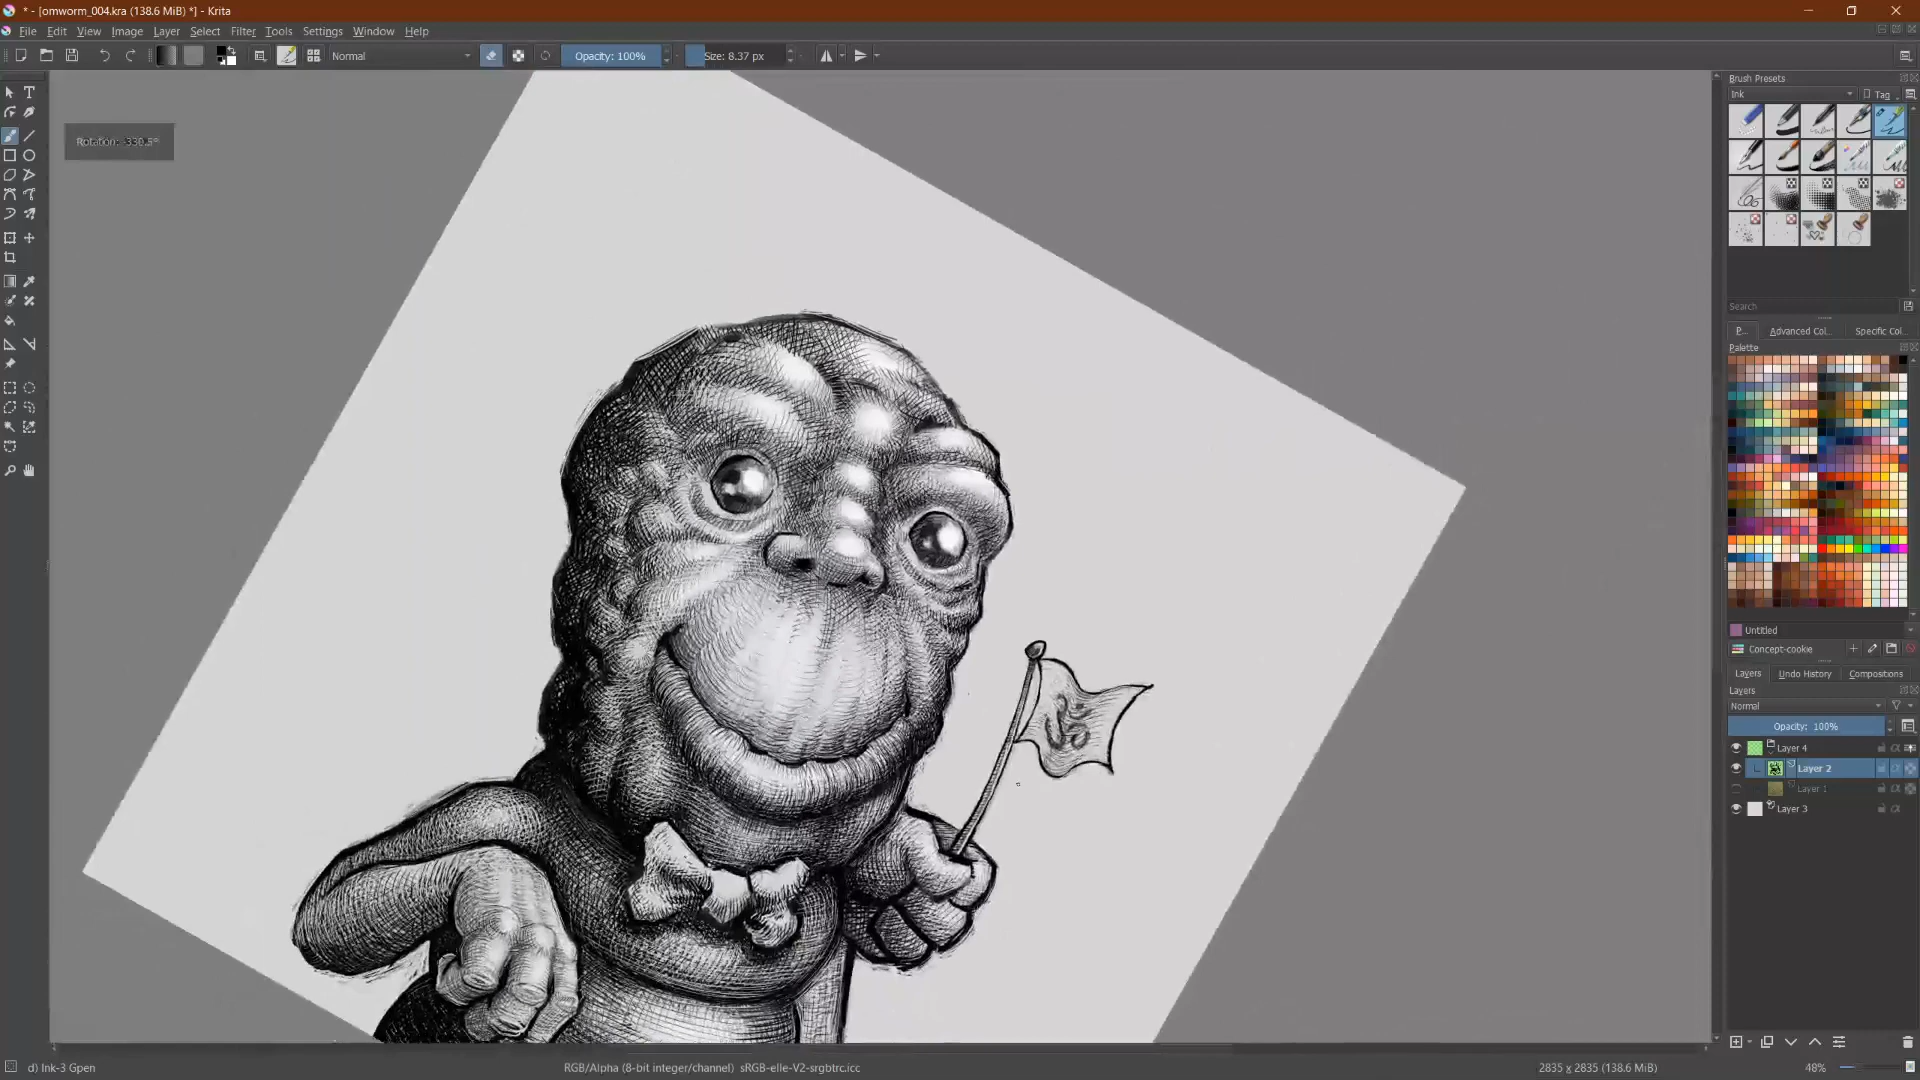 * - [omworm_004.kra (138.6 MiB) *] - Krita
File Edit View Image Layer Select Filter Tools Settings Window Help
Normal
Opacity: 100%
Size: 8.37 px
Rotation: -330.5°
Brush Presets
Ink
Tag
Search
P...
Advanced Col...
Specific Col...
Palette
Untitled
Concept-cookie
Layers Undo History Compositions
Layers
Normal
Opacity: 100%
Layer 4
Layer 2
Layer 1
Layer 3
d) Ink-3 Gpen
RGB/Alpha (8-bit integer/channel) sRGB-elle-V2-srgbtrc.icc
2835 x 2835 (138.6 MiB)
48%